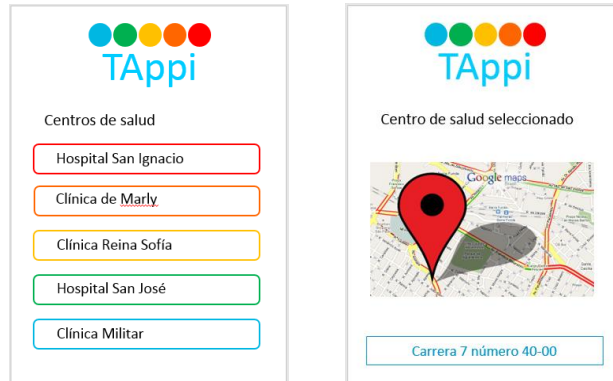 TAppi
Centros de salud
Hospital San Ignacio
Clínica de Marly
Clínica Reina Sofía
Hospital San José
Clínica Militar
TAppi
Centro de salud seleccionado
Google maps
Carrera 7 número 40-00